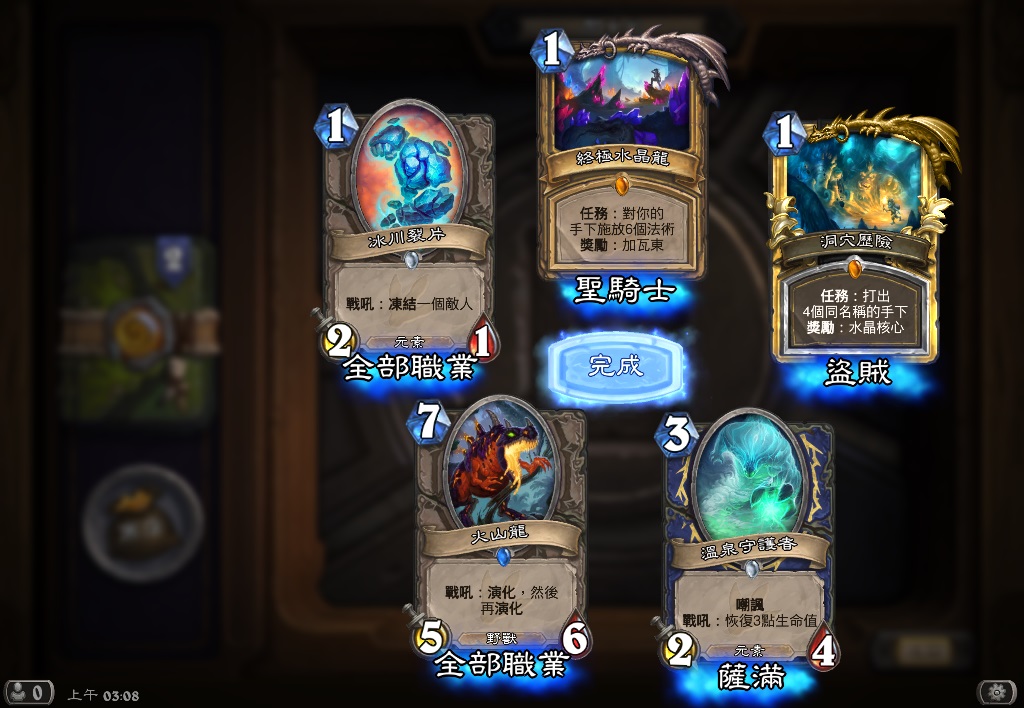 1
終極水晶龍
任務：對你的
手下施放6個法術
獎勵：加瓦東
聖騎士
1
冰川裂片
戰吼：凍結一個敵人
元素
2
1
全部職業
1
洞穴歷險
任務：打出
4個同名稱的手下
獎勵：水晶核心
盜賊
完成
7
火山龍
戰吼：演化，然後
再演化
野獸
5
6
全部職業
3
溫泉守護者
嘲諷
戰吼：恢復3點生命值
元素
2
4
薩滿
2
0
上午 03:08